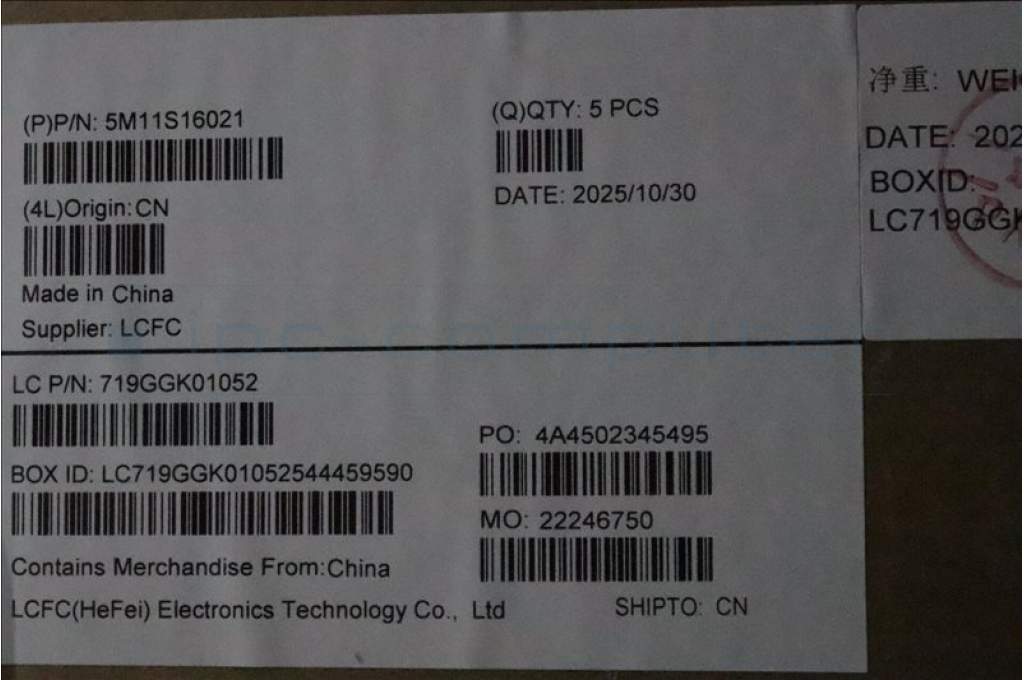 (P)P/N: 5M11S16021
(Q)QTY: 5 PCS
(4L)Origin:CN
DATE: 2025/10/30
Made in China
Supplier: LCFC
LC P/N: 719GGK01052
PO: 4A4502345495
BOX ID: LC719GGK01052544459590
MO: 22246750
Contains Merchandise From:China
LCFC(HeFei) Electronics Technology Co., Ltd
SHIPTO: CN
净重:
DATE: 202
BOXID:
LC719GGK